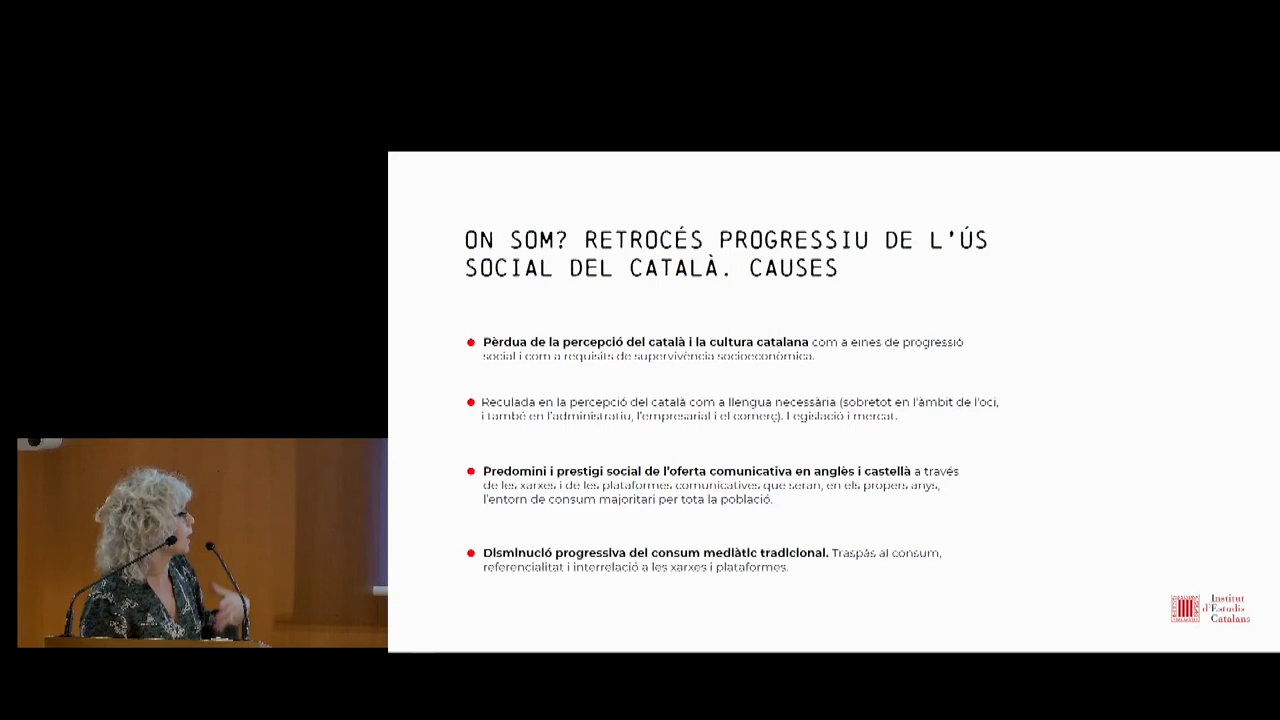 ON SOM? RETROCÉS PROGRESSIU DE L'ÚS
SOCIAL DEL CATALÀ. CAUSES
Pèrdua de la percepció del català i la cultura catalana com a eines de progressió
social i com a requisits de supervivència socioeconòmica.
Reculada en la percepció del català com a llengua necessària (sobretot en l'àmbit de l'oci,
i també en l'administratiu, l'empresarial i el comerç). Legislació i mercat.
Predomini i prestigi social de l'oferta comunicativa en anglès i castellà a través
de les xarxes i de les plataformes comunicatives que seran, en els propers anys,
l'entorn de consum majoritari per tota la població.
Disminució progressiva del consum mediàtic tradicional. Traspàs al consum,
referencialitat i interrelació a les xarxes i plataformes.
Institut
d'Estudis
Catalans